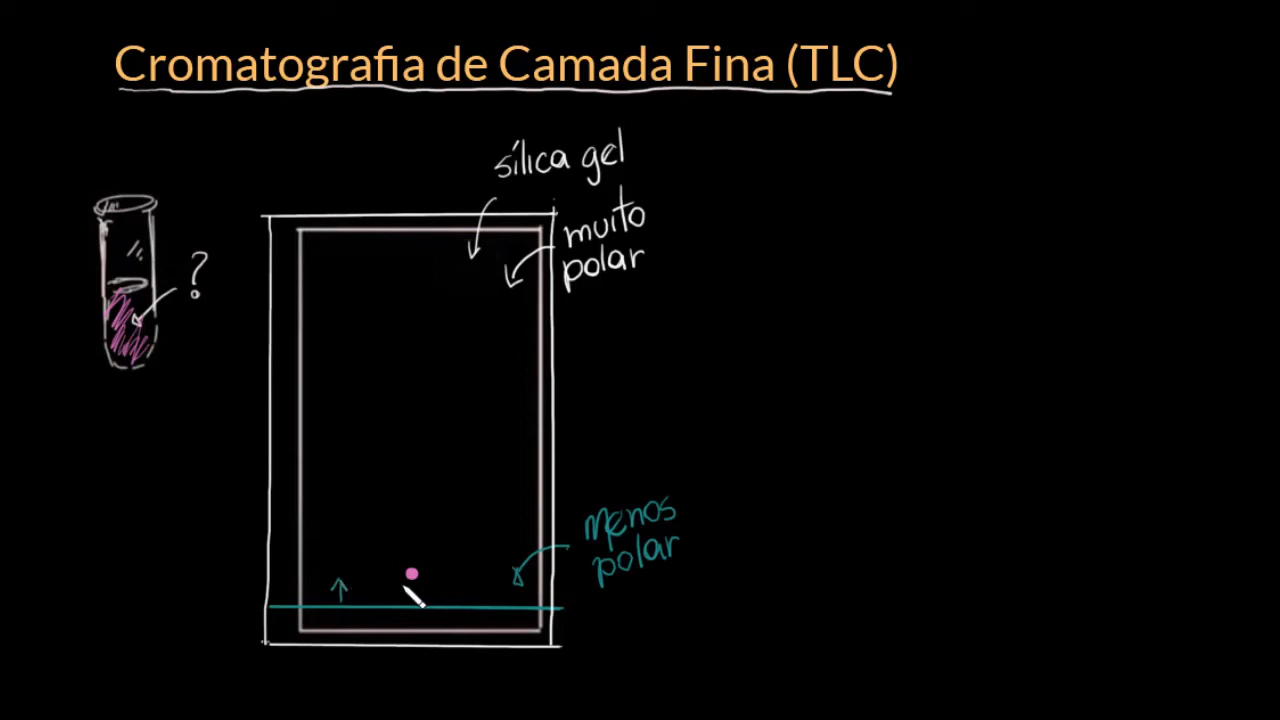 Cromatografia de Camada Fina (TLC)
sílica gel
muito
polar
?
menos
polar